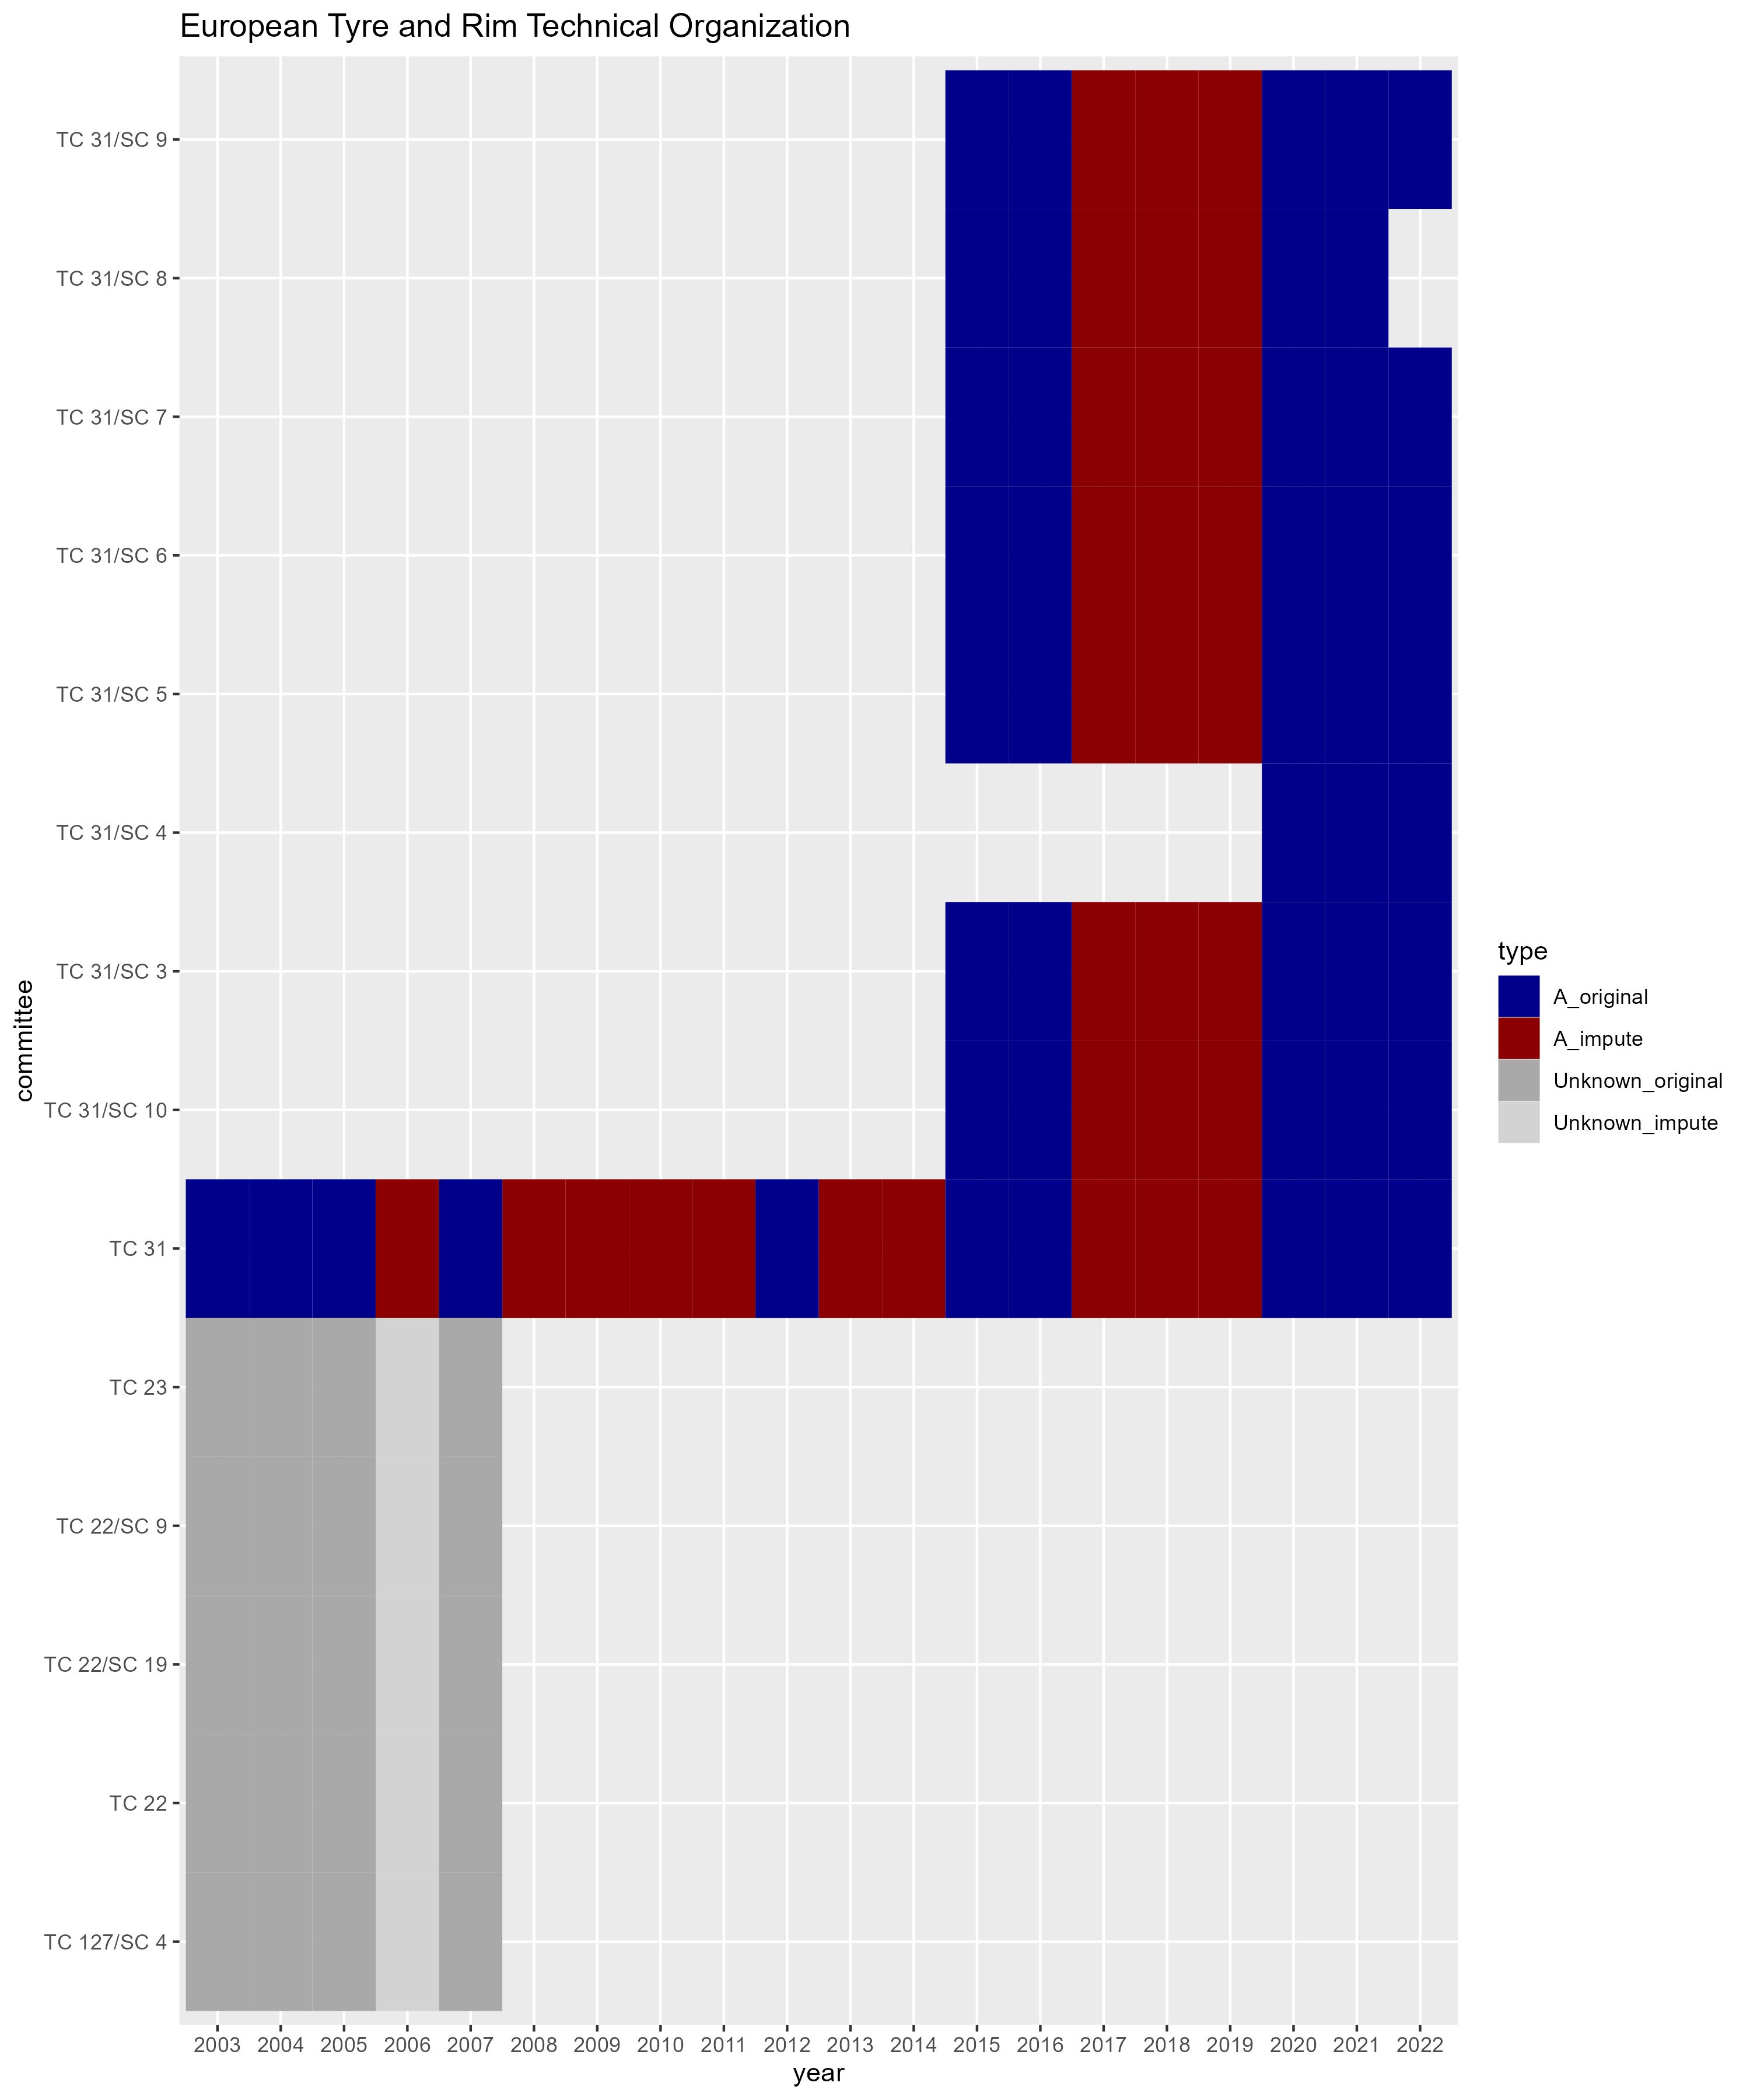 European Tyre and Rim Technical Organization
TC 31/SC 9
TC 31/SC 8
TC 31/SC 7
TC 31/SC 6
TC 31/SC 5
TC 31/SC 4
TC 31/SC 3
TC 31/SC 10
TC 31
TC 23
TC 22/SC 9
TC 22/SC 19
TC 22
TC 127/SC 4
committee
2003 2004 2005 2006 2007 2008 2009 2010 2011 2012 2013 2014 2015 2016 2017 2018 2019 2020 2021 2022
year
type
A_original
A_impute
Unknown_original
Unknown_impute